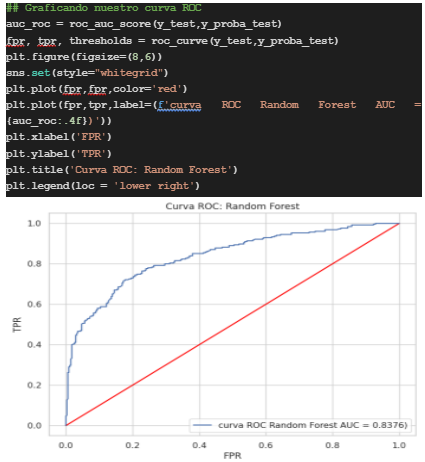 ## Graficando nuestro curva ROC
auc_roc = roc_auc_score(y_test,y_proba_test)
fpr, tpr, thresholds = roc_curve(y_test,y_proba_test)
plt.figure(figsize=(8,6))
sns.set(style="whitegrid")
plt.plot(fpr,fpr,color='red')
plt.plot(fpr,tpr,label=(f'curva ROC Random Forest AUC =
{auc_roc:.4f})'))
plt.xlabel('FPR')
plt.ylabel('TPR')
plt.title('Curva ROC: Random Forest')
plt.legend(loc = 'lower right')
Curva ROC: Random Forest
1.0
0.8
0.6
0.4
0.2
0.0
TPR
curva ROC Random Forest AUC = 0.8376)
0.0 0.2 0.4 0.6 0.8 1.0
FPR